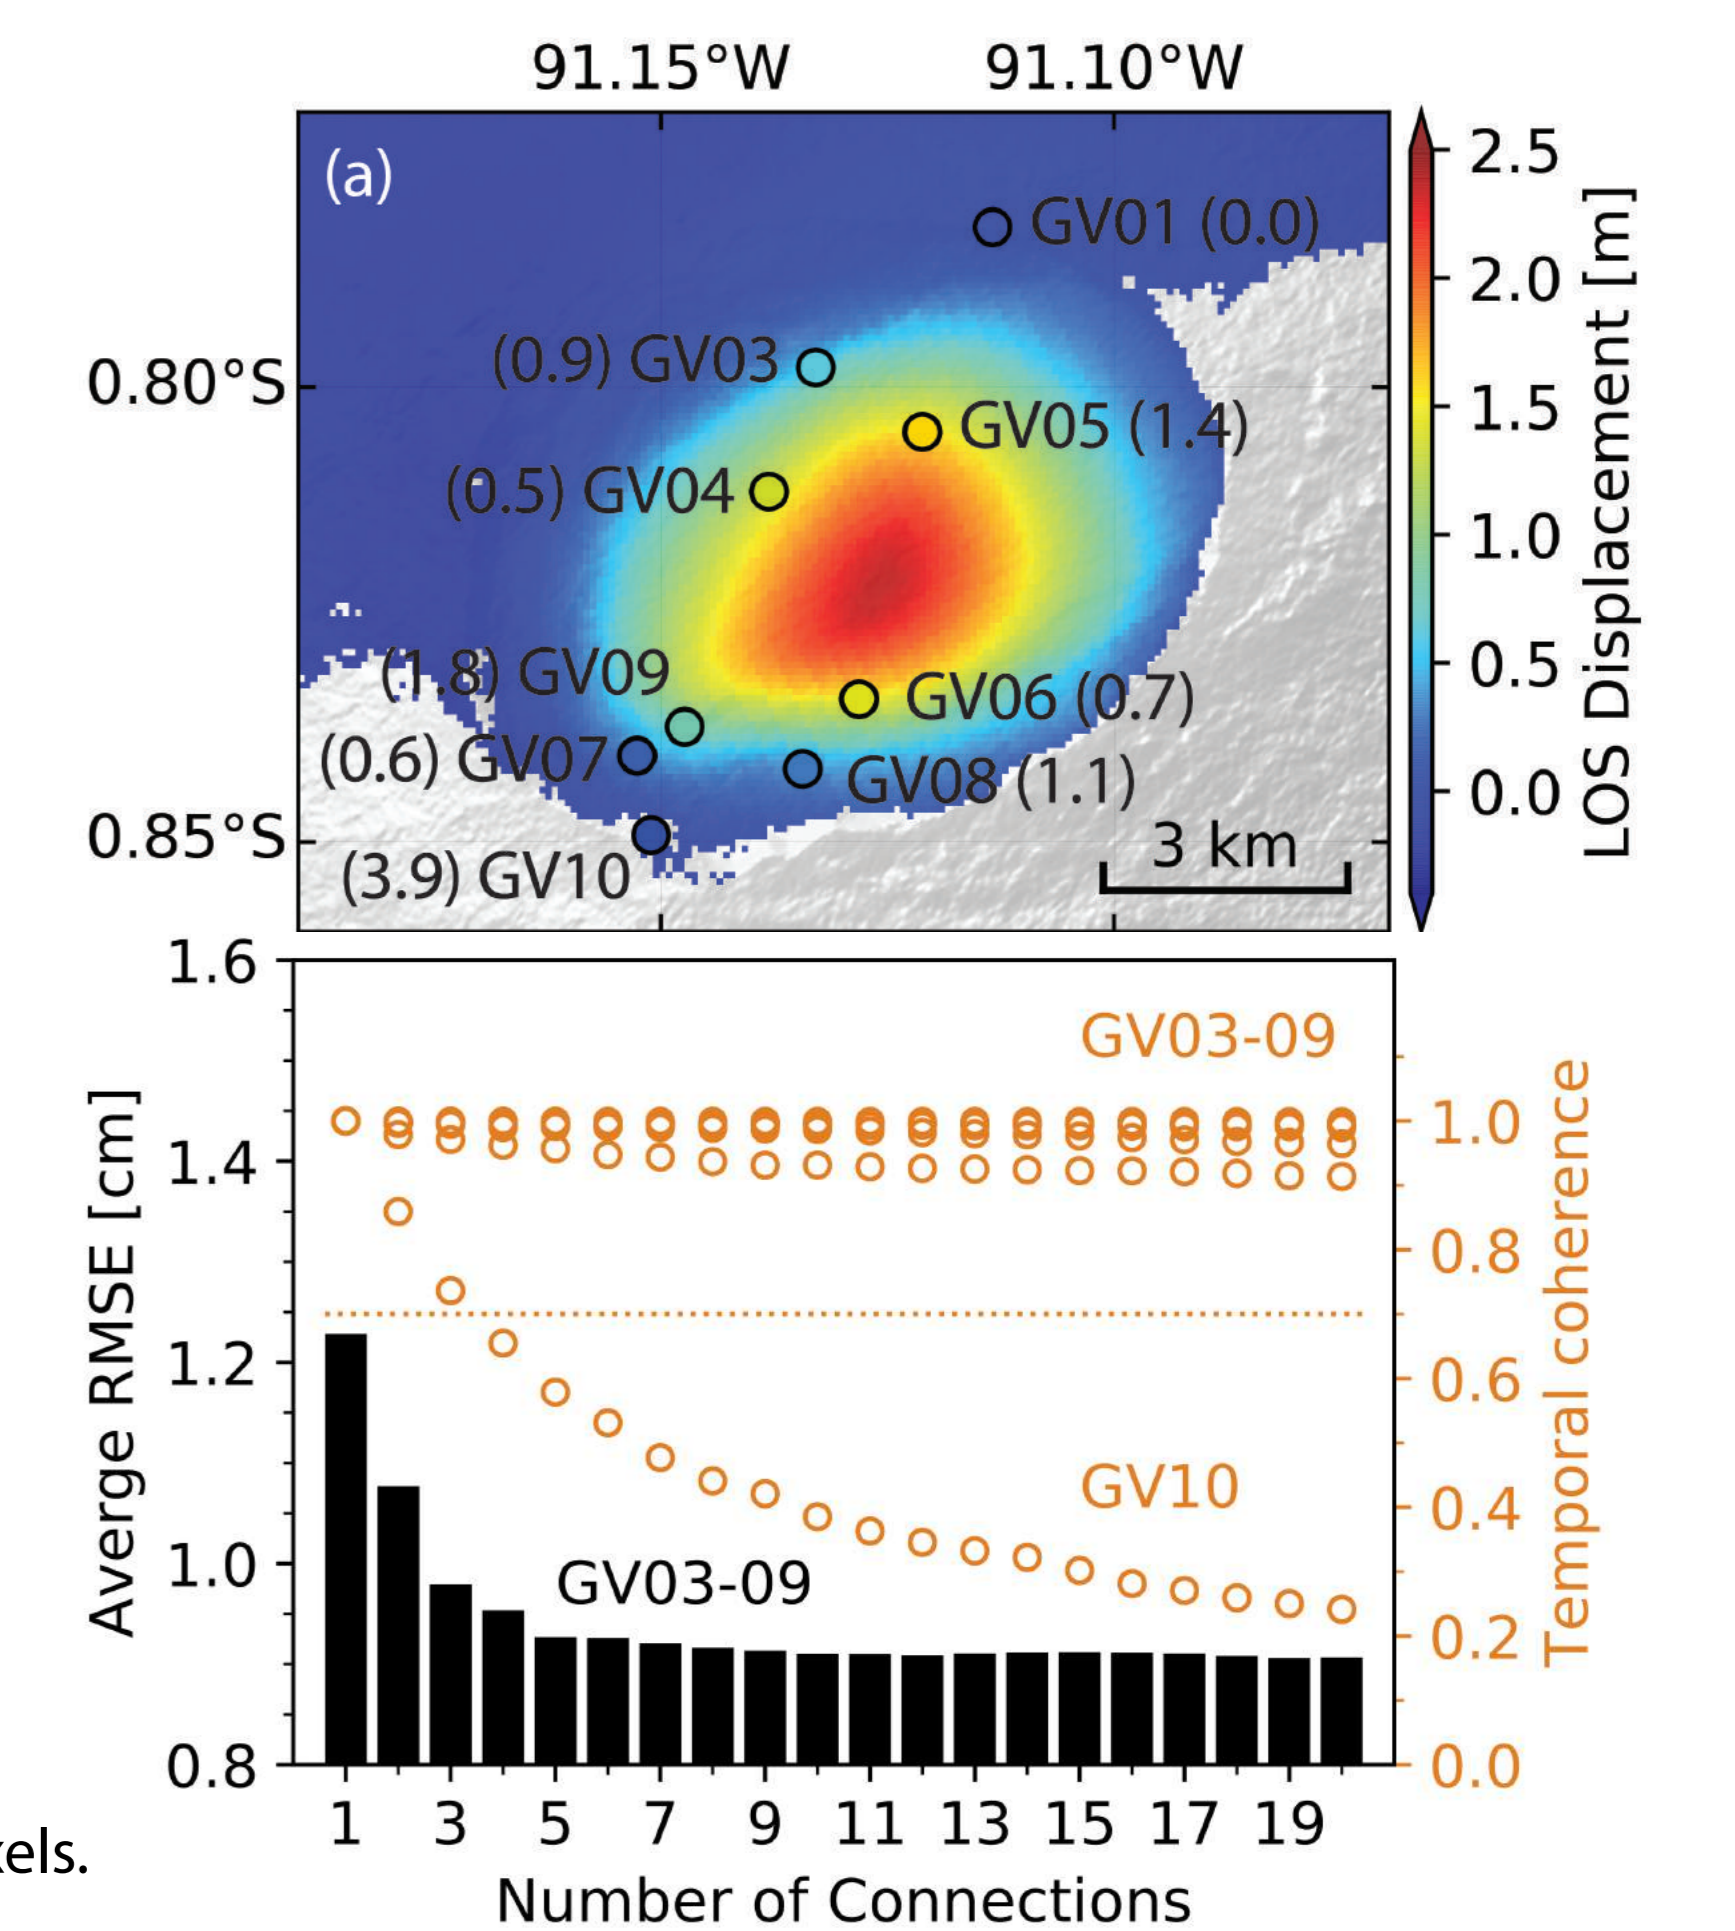 91.15°W 91.10°W
(a)
GV01 (0.0)
(0.9) GV03
GV05 (1.4)
(0.5) GV04
(1.8) GV09
GV06 (0.7)
(0.6) GV07
GV08 (1.1)
(3.9) GV10
3 km
0.80°S
0.85°S
2.5
2.0
1.5
1.0
0.5
0.0
LOS Displacement [m]
1.6
1.4
1.2
1.0
0.8
Averge RMSE [cm]
GV03-09
GV10
GV03-09
1.0
0.8
0.6
0.4
0.2
0.0
Temporal coherence
1 3 5 7 9 11 13 15 17 19
Number of Connections